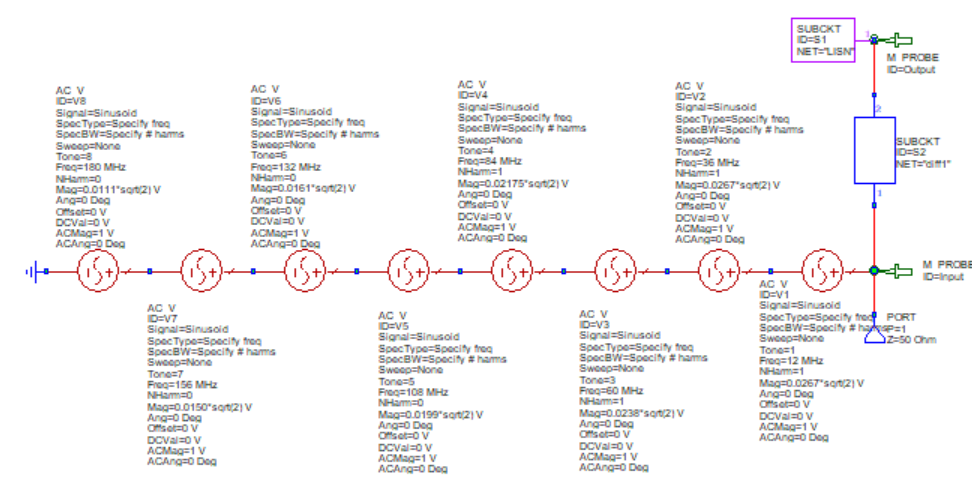 SUBCKT
ID=S1
NET="LISN"
1
M_PROBE
ID=Output
AC_V
ID=V8
Signal=Sinusoid
SpecType=Specify freq
SpecBW=Specify # harms
Sweep=None
Tone=8
Freq=180 MHz
NHarm=0
Mag=0.0111*sqrt(2) V
Ang=0 Deg
Offset=0 V
DCVal=0 V
ACMag=1 V
ACAng=0 Deg
AC_V
ID=V6
Signal=Sinusoid
SpecType=Specify freq
SpecBW=Specify # harms
Sweep=None
Tone=6
Freq=132 MHz
NHarm=0
Mag=0.0161*sqrt(2) V
Ang=0 Deg
Offset=0 V
DCVal=0 V
ACMag=1 V
ACAng=0 Deg
AC_V
ID=V4
Signal=Sinusoid
SpecType=Specify freq
SpecBW=Specify # harms
Sweep=None
Tone=4
Freq=84 MHz
NHarm=1
Mag=0.02175*sqrt(2) V
Ang=0 Deg
Offset=0 V
DCVal=0 V
ACMag=1 V
ACAng=0 Deg
AC_V
ID=V2
Signal=Sinusoid
SpecType=Specify freq
SpecBW=Specify # harms
Sweep=None
Tone=2
Freq=36 MHz
NHarm=1
Mag=0.0267*sqrt(2) V
Ang=0 Deg
Offset=0 V
DCVal=0 V
ACMag=1 V
ACAng=0 Deg
2
SUBCKT
ID=S2
NET="diff1"
1
M_PROBE
ID=Input
AC_V
ID=V7
Signal=Sinusoid
SpecType=Specify freq
SpecBW=Specify # harms
Sweep=None
Tone=7
Freq=156 MHz
NHarm=0
Mag=0.0150*sqrt(2) V
Ang=0 Deg
Offset=0 V
DCVal=0 V
ACMag=1 V
ACAng=0 Deg
AC_V
ID=V5
Signal=Sinusoid
SpecType=Specify freq
SpecBW=Specify # harms
Sweep=None
Tone=5
Freq=108 MHz
NHarm=0
Mag=0.0199*sqrt(2) V
Ang=0 Deg
Offset=0 V
DCVal=0 V
ACMag=1 V
ACAng=0 Deg
AC_V
ID=V3
Signal=Sinusoid
SpecType=Specify freq
SpecBW=Specify # harms
Sweep=None
Tone=3
Freq=60 MHz
NHarm=1
Mag=0.0238*sqrt(2) V
Ang=0 Deg
Offset=0 V
DCVal=0 V
ACMag=1 V
ACAng=0 Deg
AC_V
ID=V1
Signal=Sinusoid
SpecType=Specify freq
SpecBW=Specify # harms
Sweep=None
Tone=1
Freq=12 MHz
NHarm=1
Mag=0.0267*sqrt(2) V
Ang=0 Deg
Offset=0 V
DCVal=0 V
ACMag=1 V
ACAng=0 Deg
PORT
P=1
Z=50 Ohm